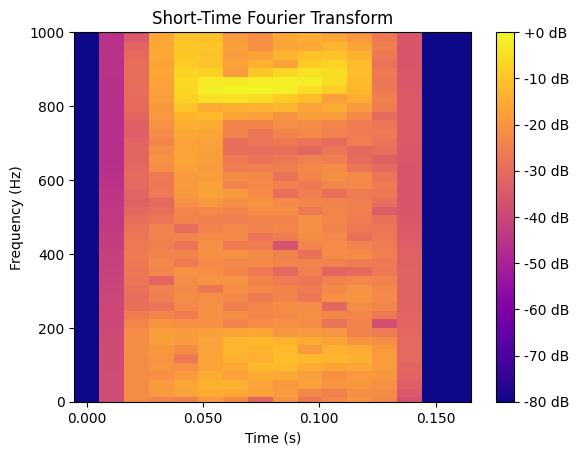 Short-Time Fourier Transform
1000
800
600
400
200
0
Frequency (Hz)
0.000
0.050
0.100
0.150
Time (s)
+0 dB
-10 dB
-20 dB
-30 dB
-40 dB
-50 dB
-60 dB
-70 dB
-80 dB